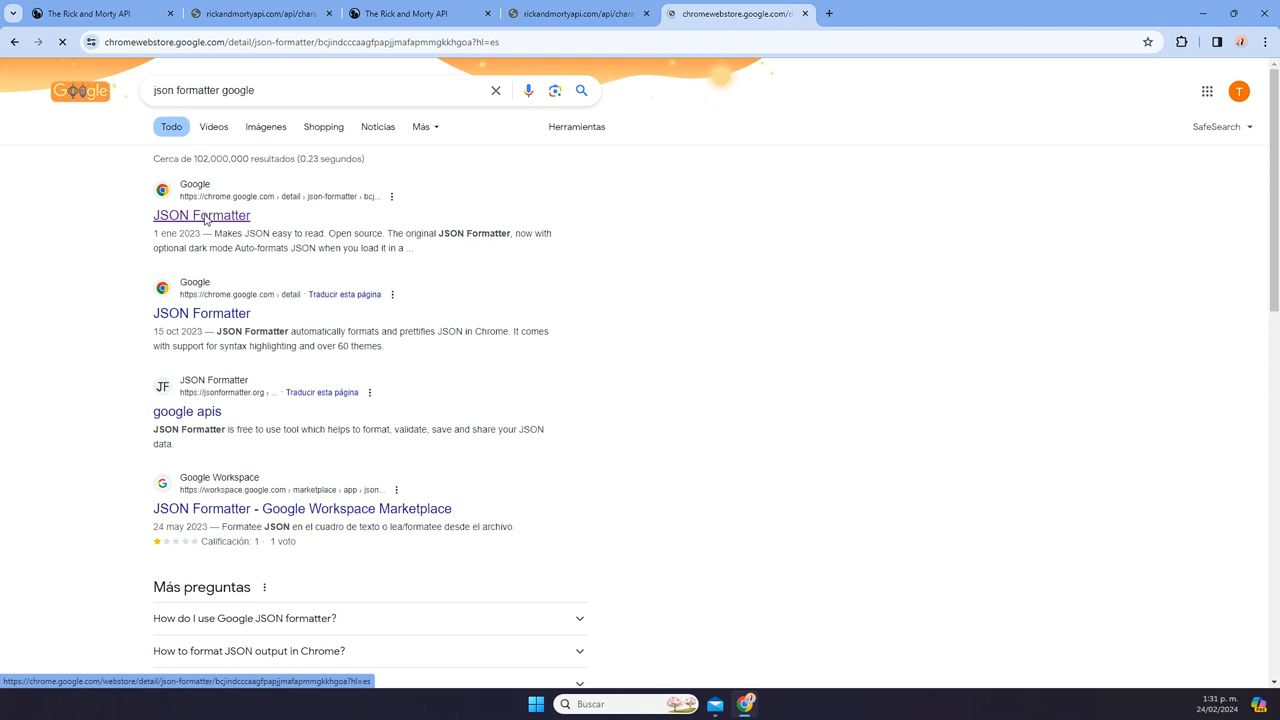 The Rick and Morty API
rickandmortyapi.com/api/chara
The Rick and Morty API
rickandmortyapi.com/api/chara
chromewebstore.google.com/d
chromewebstore.google.com/detail/json-formatter/bcjindcccaagfpapjjmafapmmgkkhgoa?hl=es
Google
json formatter google
T
Todo
Vídeos
Imágenes
Shopping
Noticias
Más
Herramientas
SafeSearch
Cerca de 102,000,000 resultados (0.23 segundos)
Google
https://chrome.google.com › detail › json-formatter › bcj...
JSON Formatter
1 ene 2023 — Makes JSON easy to read. Open source. The original JSON Formatter, now with
optional dark mode Auto-formats JSON when you load it in a ...
Google
https://chrome.google.com › detail · Traducir esta página
JSON Formatter
15 oct 2023 — JSON Formatter automatically formats and prettifies JSON in Chrome. It comes
with support for syntax highlighting and over 60 themes.
JF
JSON Formatter
https://jsonformatter.org › ... · Traducir esta página
google apis
JSON Formatter is free to use tool which helps to format, validate, save and share your JSON
data.
Google Workspace
https://workspace.google.com › marketplace › app › json...
JSON Formatter - Google Workspace Marketplace
24 may 2023 — Formatee JSON en el cuadro de texto o lea/formatee desde el archivo.
Calificación: 1 · 1 voto
Más preguntas
How do I use Google JSON formatter?
How to format JSON output in Chrome?
https://chrome.google.com/webstore/detail/json-formatter/bcjindcccaagfpapjjmafapmmgkkhgoa?hl=es
Buscar
1:31 p. m.
24/02/2024